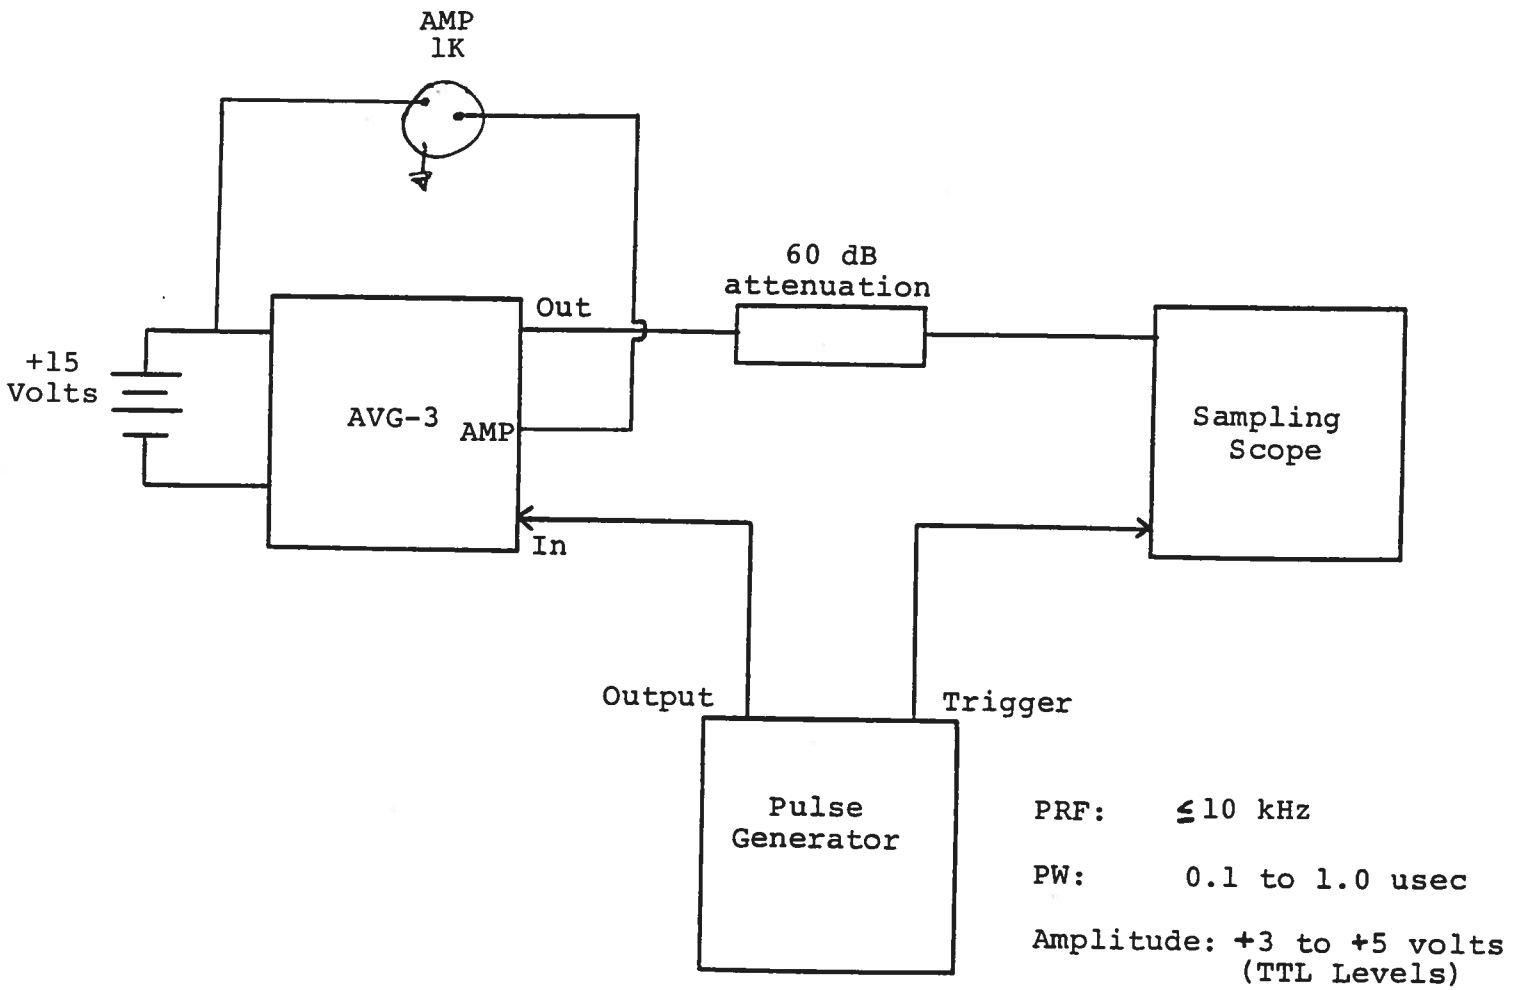 AMP
1K
60 dB
attenuation
Out
+15
Volts
AVG-3
AMP
Sampling
Scope
In
Output
Trigger
Pulse
Generator
PRF: ≤10 kHz
PW: 0.1 to 1.0 usec
Amplitude: +3 to +5 volts
(TTL Levels)